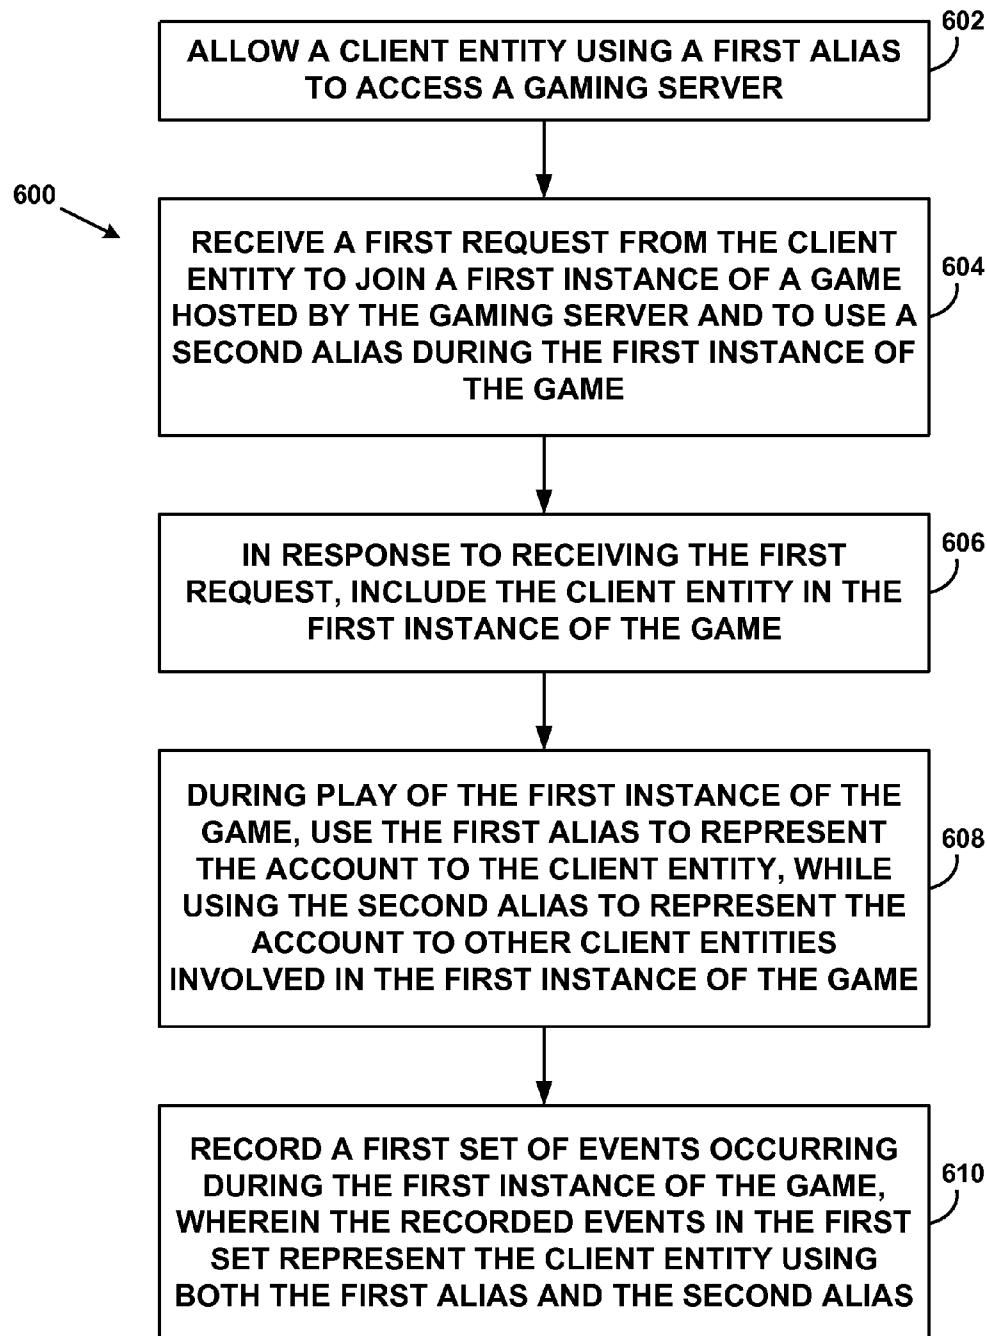 602
ALLOW A CLIENT ENTITY USING A FIRST ALIAS
TO ACCESS A GAMING SERVER
600
RECEIVE A FIRST REQUEST FROM THE CLIENT
ENTITY TO JOIN A FIRST INSTANCE OF A GAME
HOSTED BY THE GAMING SERVER AND TO USE A
SECOND ALIAS DURING THE FIRST INSTANCE OF
THE GAME
604
IN RESPONSE TO RECEIVING THE FIRST
REQUEST, INCLUDE THE CLIENT ENTITY IN THE
FIRST INSTANCE OF THE GAME
606
DURING PLAY OF THE FIRST INSTANCE OF THE
GAME, USE THE FIRST ALIAS TO REPRESENT
THE ACCOUNT TO THE CLIENT ENTITY, WHILE
USING THE SECOND ALIAS TO REPRESENT THE
ACCOUNT TO OTHER CLIENT ENTITIES
INVOLVED IN THE FIRST INSTANCE OF THE GAME
608
RECORD A FIRST SET OF EVENTS OCCURRING
DURING THE FIRST INSTANCE OF THE GAME,
WHEREIN THE RECORDED EVENTS IN THE FIRST
SET REPRESENT THE CLIENT ENTITY USING
BOTH THE FIRST ALIAS AND THE SECOND ALIAS
610